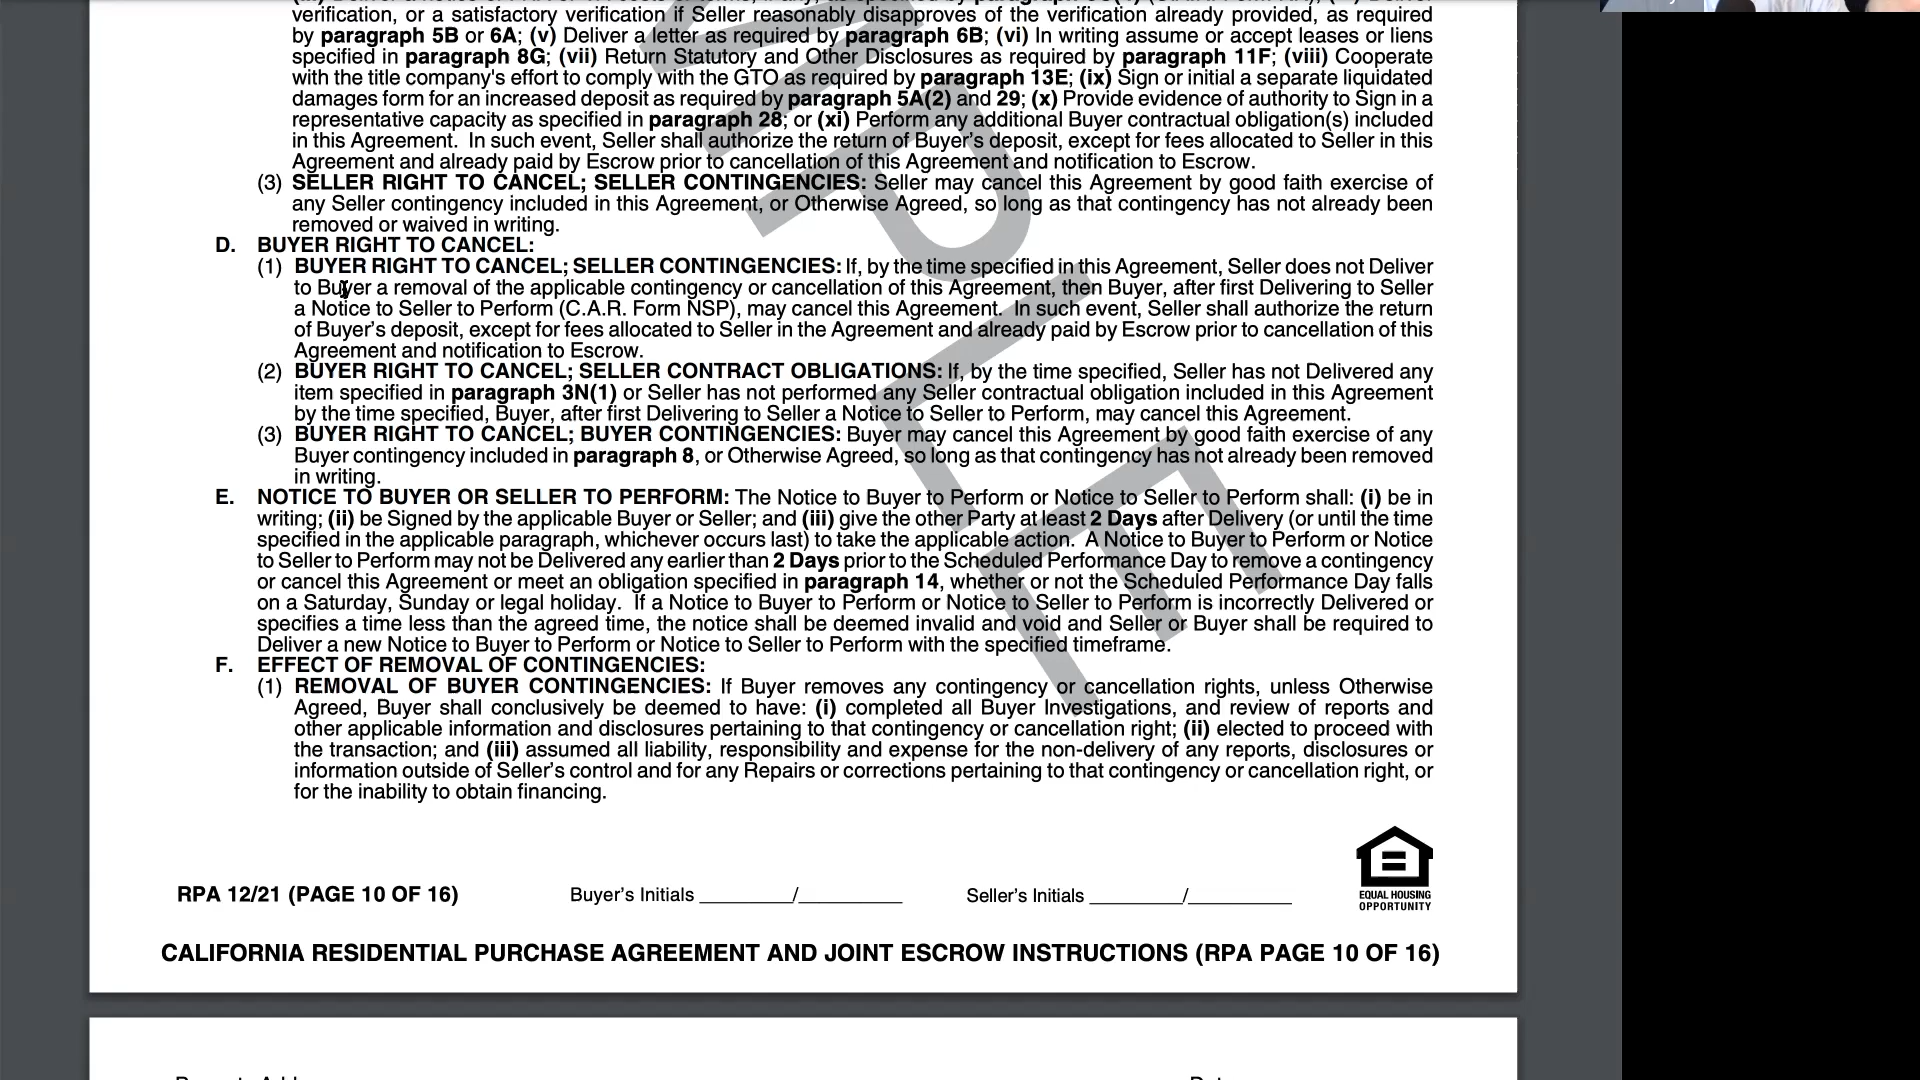 verification, or a satisfactory verification if Seller reasonably disapproves of the verification already provided, as required
by paragraph 5B or 6A; (v) Deliver a letter as required by paragraph 6B; (vi) In writing assume or accept leases or liens
specified in paragraph 8G; (vii) Return Statutory and Other Disclosures as required by paragraph 11F; (viii) Cooperate
with the title company's effort to comply with the GTO as required by paragraph 13E; (ix) Sign or initial a separate liquidated
damages form for an increased deposit as required by paragraph 5A(2) and 29; (x) Provide evidence of authority to Sign in a
representative capacity as specified in paragraph 28; or (xi) Perform any additional Buyer contractual obligation(s) included
in this Agreement. In such event, Seller shall authorize the return of Buyer's deposit, except for fees allocated to Seller in this
Agreement and already paid by Escrow prior to cancellation of this Agreement and notification to Escrow.
(3) SELLER RIGHT TO CANCEL; SELLER CONTINGENCIES: Seller may cancel this Agreement by good faith exercise of
any Seller contingency included in this Agreement, or Otherwise Agreed, so long as that contingency has not already been
removed or waived in writing.
D. BUYER RIGHT TO CANCEL:
(1) BUYER RIGHT TO CANCEL; SELLER CONTINGENCIES: If, by the time specified in this Agreement, Seller does not Deliver
to Buyer a removal of the applicable contingency or cancellation of this Agreement, then Buyer, after first Delivering to Seller
a Notice to Seller to Perform (C.A.R. Form NSP), may cancel this Agreement. In such event, Seller shall authorize the return
of Buyer's deposit, except for fees allocated to Seller in the Agreement and already paid by Escrow prior to cancellation of this
Agreement and notification to Escrow.
(2) BUYER RIGHT TO CANCEL; SELLER CONTRACT OBLIGATIONS: If, by the time specified, Seller has not Delivered any
item specified in paragraph 3N(1) or Seller has not performed any Seller contractual obligation included in this Agreement
by the time specified, Buyer, after first Delivering to Seller a Notice to Seller to Perform, may cancel this Agreement.
(3) BUYER RIGHT TO CANCEL; BUYER CONTINGENCIES: Buyer may cancel this Agreement by good faith exercise of any
Buyer contingency included in paragraph 8, or Otherwise Agreed, so long as that contingency has not already been removed
in writing.
E. NOTICE TO BUYER OR SELLER TO PERFORM: The Notice to Buyer to Perform or Notice to Seller to Perform shall: (i) be in
writing; (ii) be Signed by the applicable Buyer or Seller; and (iii) give the other Party at least 2 Days after Delivery (or until the time
specified in the applicable paragraph, whichever occurs last) to take the applicable action. A Notice to Buyer to Perform or Notice
to Seller to Perform may not be Delivered any earlier than 2 Days prior to the Scheduled Performance Day to remove a contingency
or cancel this Agreement or meet an obligation specified in paragraph 14, whether or not the Scheduled Performance Day falls
on a Saturday, Sunday or legal holiday. If a Notice to Buyer to Perform or Notice to Seller to Perform is incorrectly Delivered or
specifies a time less than the agreed time, the notice shall be deemed invalid and void and Seller or Buyer shall be required to
Deliver a new Notice to Buyer to Perform or Notice to Seller to Perform with the specified timeframe.
F. EFFECT OF REMOVAL OF CONTINGENCIES:
(1) REMOVAL OF BUYER CONTINGENCIES: If Buyer removes any contingency or cancellation rights, unless Otherwise
Agreed, Buyer shall conclusively be deemed to have: (i) completed all Buyer Investigations, and review of reports and
other applicable information and disclosures pertaining to that contingency or cancellation right; (ii) elected to proceed with
the transaction; and (iii) assumed all liability, responsibility and expense for the non-delivery of any reports, disclosures or
information outside of Seller's control and for any Repairs or corrections pertaining to that contingency or cancellation right, or
for the inability to obtain financing.
RPA 12/21 (PAGE 10 OF 16) Buyer's Initials ________/_________ Seller's Initials ________/_________
EQUAL HOUSING
OPPORTUNITY
CALIFORNIA RESIDENTIAL PURCHASE AGREEMENT AND JOINT ESCROW INSTRUCTIONS (RPA PAGE 10 OF 16)